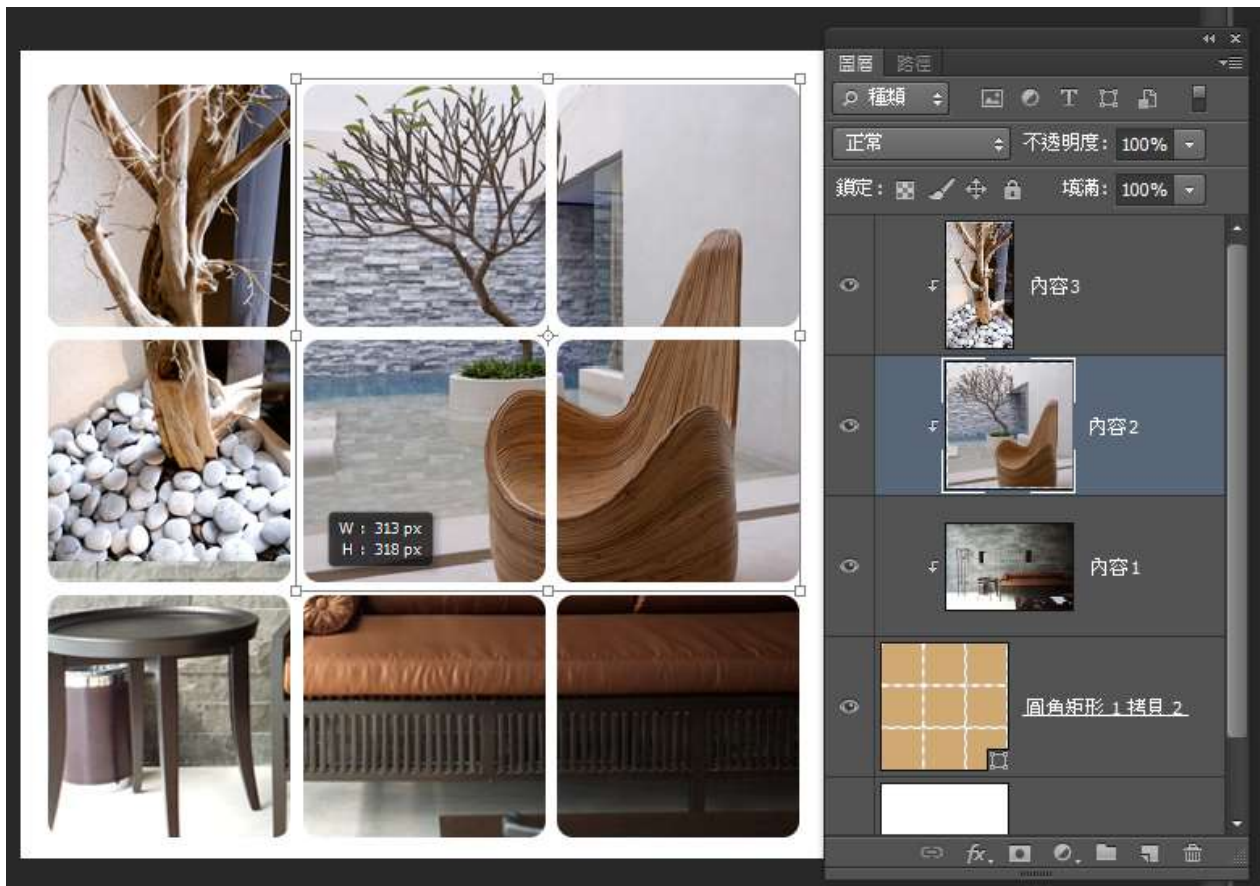 圖層 路徑
種類 T
正常 不透明度: 100%
鎖定: 填滿: 100%
內容3
內容2
W: 313 px
H: 318 px
內容1
圓角矩形 1 拷貝 2
fx.